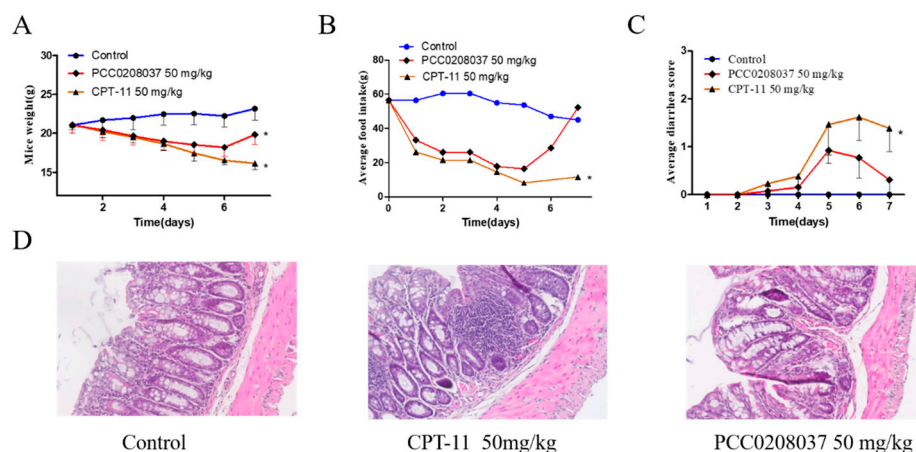 A
Mice weight(g)
30
25
20
15
2
4
6
Time(days)
Control
PCC0208037 50 mg/kg
CPT-11 50 mg/kg
*
*
B
Average food intake(g)
80
60
40
20
0
0
2
4
6
Time(days)
Control
PCC0208037 50 mg/kg
CPT-11 50 mg/kg
*
C
Average diarrhea score
3
2
1
0
1
2
3
4
5
6
7
Time(days)
Control
PCC0208037 50 mg/kg
CPT-11 50 mg/kg
*
D
Control
CPT-11 50mg/kg
PCC0208037 50 mg/kg